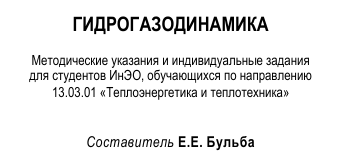 ГИДРОГАЗОДИНАМИКА
Методические указания и индивидуальные задания
для студентов ИнЭО, обучающихся по направлению
13.03.01 «Теплоэнергетика и теплотехника»
Составитель Е.Е. Бульба